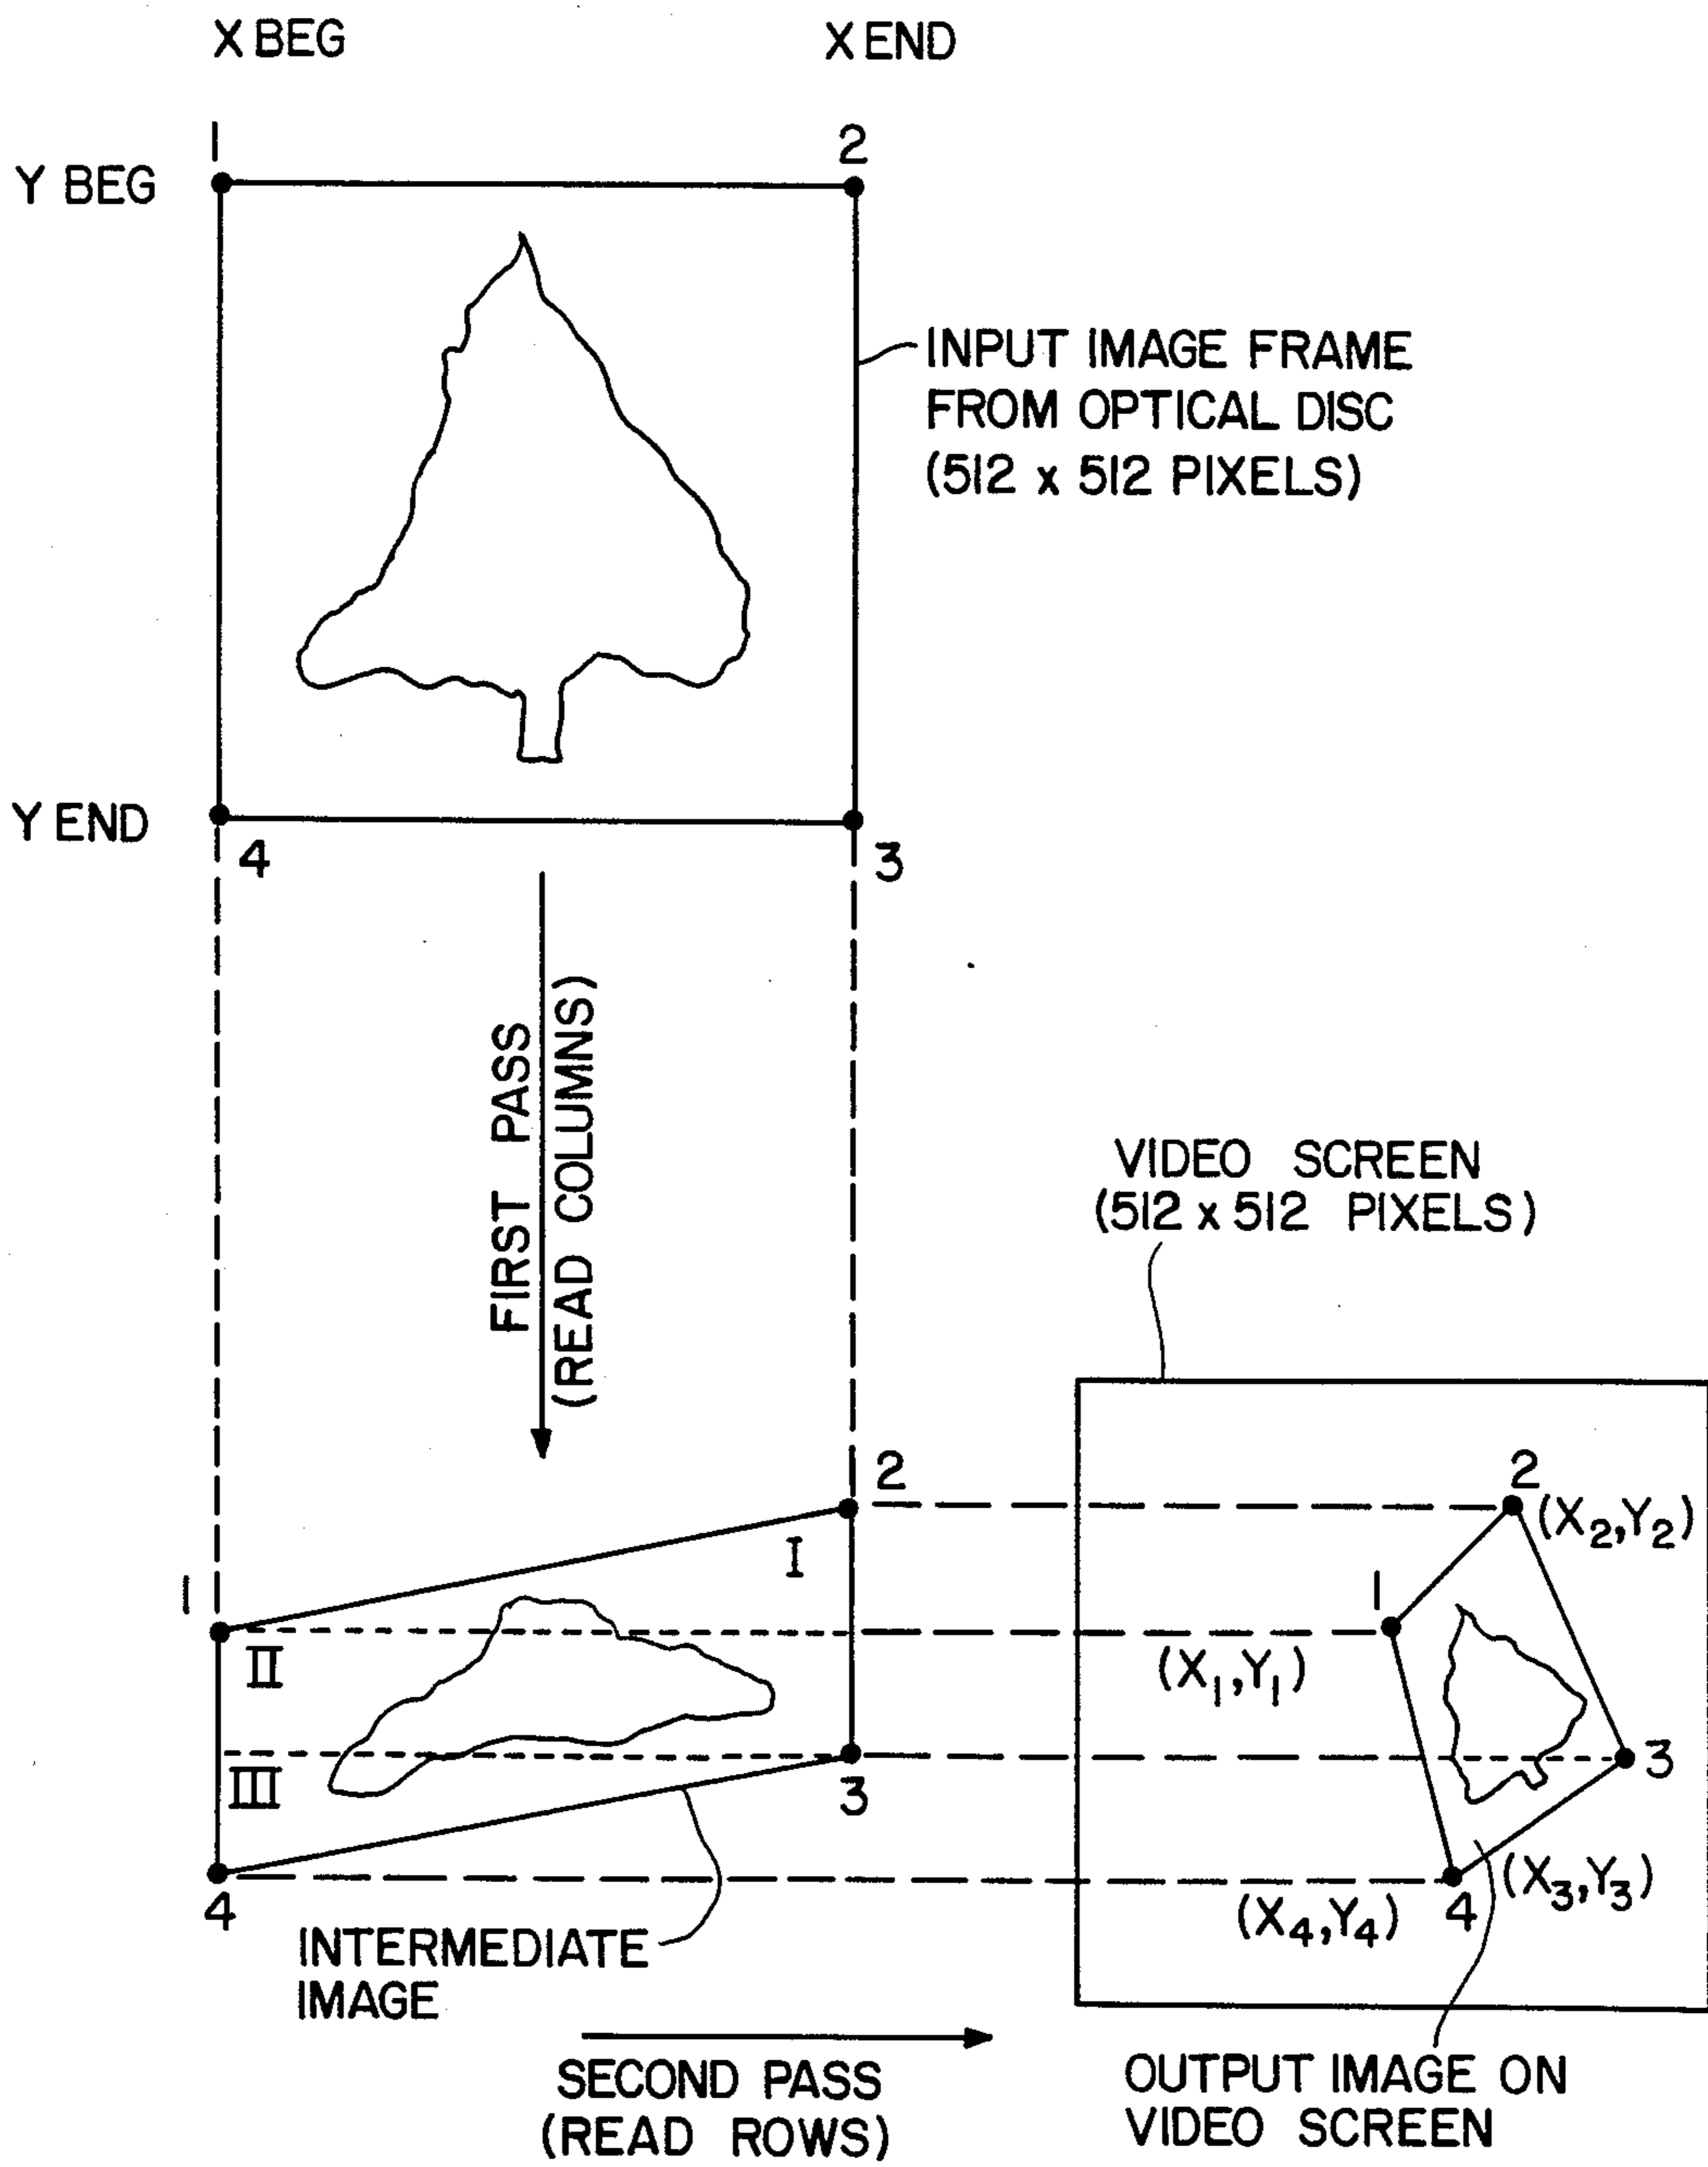 X BEG
X END
1
2
Y BEG
INPUT IMAGE FRAME
FROM OPTICAL DISC
(512 x 512 PIXELS)
Y END
4
3
FIRST PASS
(READ COLUMNS)
VIDEO SCREEN
(512 x 512 PIXELS)
2
I
1
II
III
3
4
INTERMEDIATE
IMAGE
2
(X2,Y2)
1
(X1,Y1)
3
(X3,Y3)
4
(X4,Y4)
SECOND PASS
(READ ROWS)
OUTPUT IMAGE ON
VIDEO SCREEN